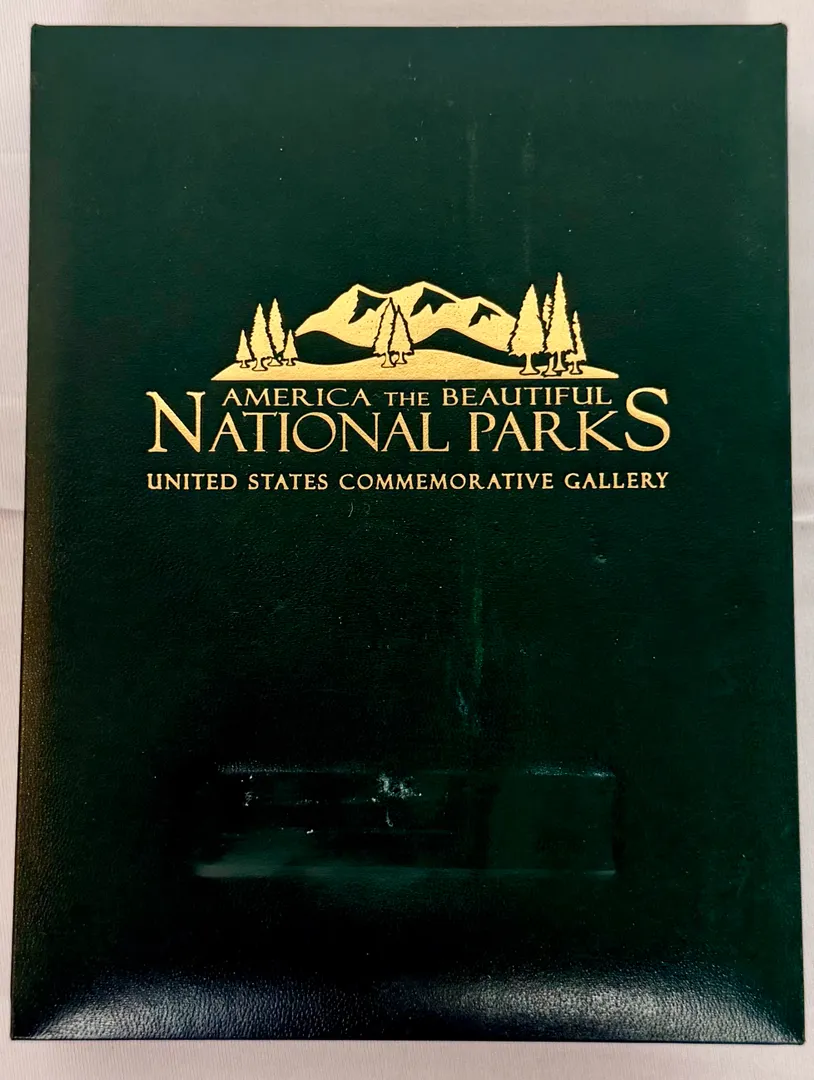 AMERICA THE BEAUTIFUL
NATIONAL PARKS
UNITED STATES COMMEMORATIVE GALLERY